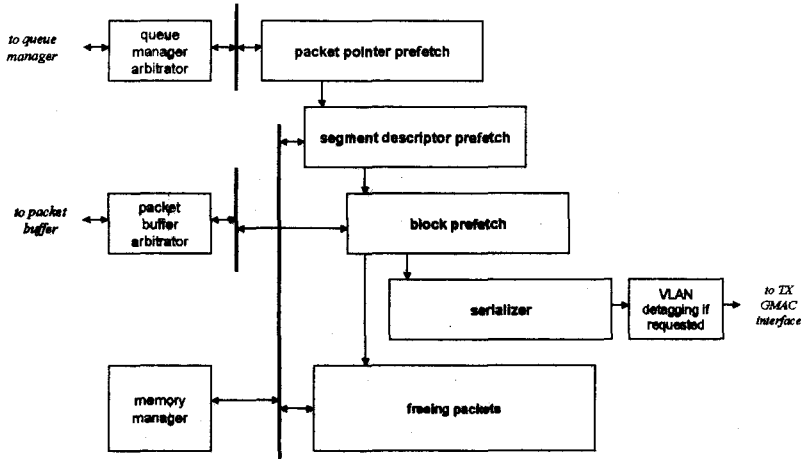 to queue
manager
queue
manager
arbitrator
packet pointer prefetch
segment descriptor prefetch
to packet
buffer
packet
buffer
arbitrator
block prefetch
serializer
VLAN
detagging if
requested
to TX
GMAC
interface
memory
manager
freeing packets